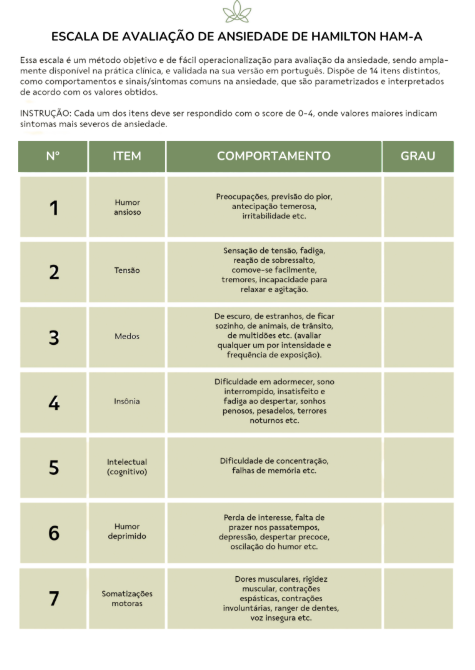 ESCALA DE AVALIAÇÃO DE ANSIEDADE DE HAMILTON HAM-A
Essa escala é um método objetivo e de fácil operacionalização para avaliação da ansiedade, sendo ampla-
mente disponível na prática clínica, e validada na sua versão em português. Dispõe de 14 itens distintos,
como comportamentos e sinais/sintomas comuns na ansiedade, que são parametrizados e interpretados
de acordo com os valores obtidos.
INSTRUÇÃO: Cada um dos itens deve ser respondido com o score de 0-4, onde valores maiores indicam
sintomas mais severos de ansiedade.
Nº ITEM COMPORTAMENTO GRAU
1
Humor
ansioso
Preocupações, previsão do pior,
antecipação temerosa,
irritabilidade etc.
2
Tensão
Sensação de tensão, fadiga,
reação de sobressalto,
comove-se facilmente,
tremores, incapacidade para
relaxar e agitação.
3
Medos
De escuro, de estranhos, de ficar
sozinho, de animais, de trânsito,
de multidões etc. (avaliar
qualquer um por intensidade e
frequência de exposição).
4
Insônia
Dificuldade em adormecer, sono
interrompido, insatisfeito e
fadiga ao despertar, sonhos
penosos, pesadelos, terrores
noturnos etc.
5
Intelectual
(cognitivo)
Dificuldade de concentração,
falhas de memória etc.
6
Humor
deprimido
Perda de interesse, falta de
prazer nos passatempos,
depressão, despertar precoce,
oscilação do humor etc.
7
Somatizações
motoras
Dores musculares, rigidez
muscular, contrações
espásticas, contrações
involuntárias, ranger de dentes,
voz insegura etc.